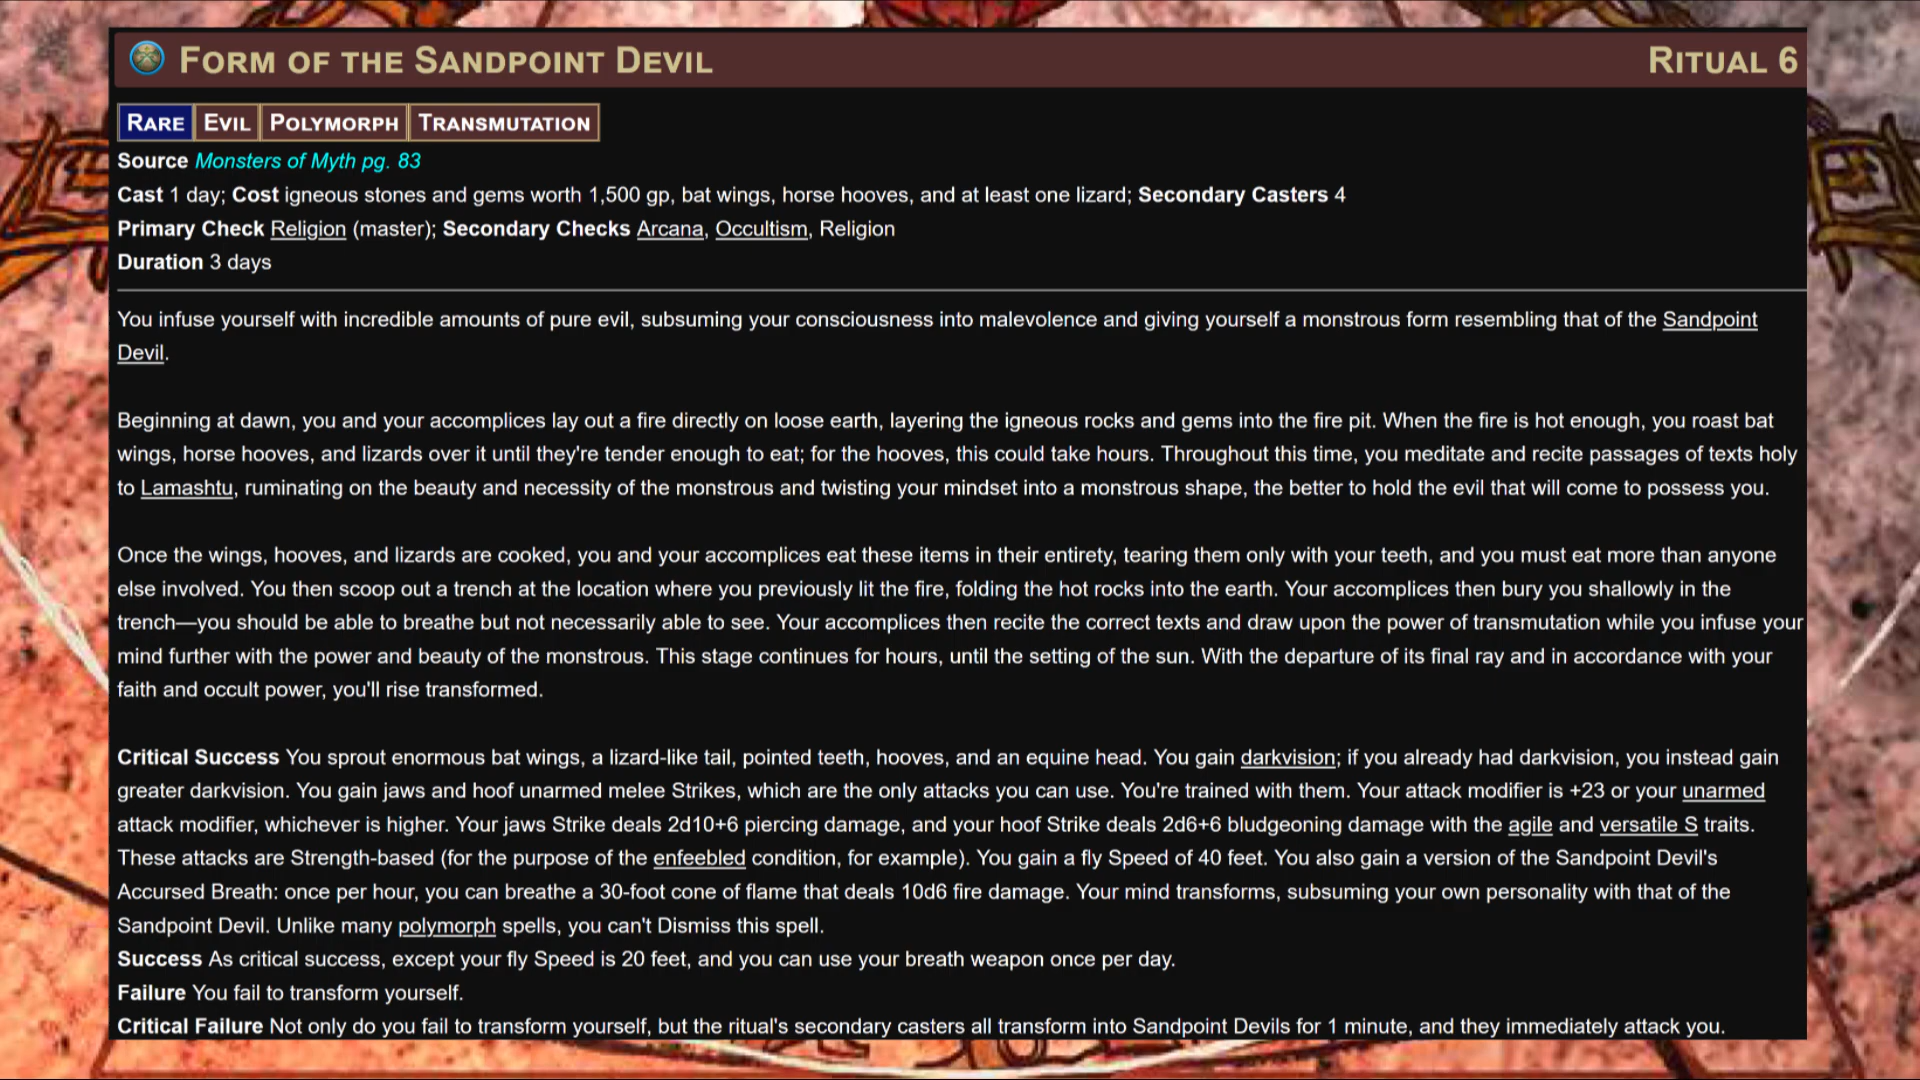 Form of the Sandpoint Devil Ritual 6
Rare Evil Polymorph Transmutation
Source Monsters of Myth pg. 83
Cast 1 day; Cost igneous stones and gems worth 1,500 gp, bat wings, horse hooves, and at least one lizard; Secondary Casters 4
Primary Check Religion (master); Secondary Checks Arcana, Occultism, Religion
Duration 3 days
You infuse yourself with incredible amounts of pure evil, subsuming your consciousness into malevolence and giving yourself a monstrous form resembling that of the Sandpoint
Devil.
Beginning at dawn, you and your accomplices lay out a fire directly on loose earth, layering the igneous rocks and gems into the fire pit. When the fire is hot enough, you roast bat
wings, horse hooves, and lizards over it until they're tender enough to eat; for the hooves, this could take hours. Throughout this time, you meditate and recite passages of texts holy
to Lamashtu, ruminating on the beauty and necessity of the monstrous and twisting your mindset into a monstrous shape, the better to hold the evil that will come to possess you.
Once the wings, hooves, and lizards are cooked, you and your accomplices eat these items in their entirety, tearing them only with your teeth, and you must eat more than anyone
else involved. You then scoop out a trench at the location where you previously lit the fire, folding the hot rocks into the earth. Your accomplices then bury you shallowly in the
trench—you should be able to breathe but not necessarily able to see. Your accomplices then recite the correct texts and draw upon the power of transmutation while you infuse your
mind further with the power and beauty of the monstrous. This stage continues for hours, until the setting of the sun. With the departure of its final ray and in accordance with your
faith and occult power, you'll rise transformed.
Critical Success You sprout enormous bat wings, a lizard-like tail, pointed teeth, hooves, and an equine head. You gain darkvision; if you already had darkvision, you instead gain
greater darkvision. You gain jaws and hoof unarmed melee Strikes, which are the only attacks you can use. You're trained with them. Your attack modifier is +23 or your unarmed
attack modifier, whichever is higher. Your jaws Strike deals 2d10+6 piercing damage, and your hoof Strike deals 2d6+6 bludgeoning damage with the agile and versatile S traits.
These attacks are Strength-based (for the purpose of the enfeebled condition, for example). You gain a fly Speed of 40 feet. You also gain a version of the Sandpoint Devil's
Accursed Breath: once per hour, you can breathe a 30-foot cone of flame that deals 10d6 fire damage. Your mind transforms, subsuming your own personality with that of the
Sandpoint Devil. Unlike many polymorph spells, you can't Dismiss this spell.
Success As critical success, except your fly Speed is 20 feet, and you can use your breath weapon once per day.
Failure You fail to transform yourself.
Critical Failure Not only do you fail to transform yourself, but the ritual's secondary casters all transform into Sandpoint Devils for 1 minute, and they immediately attack you.